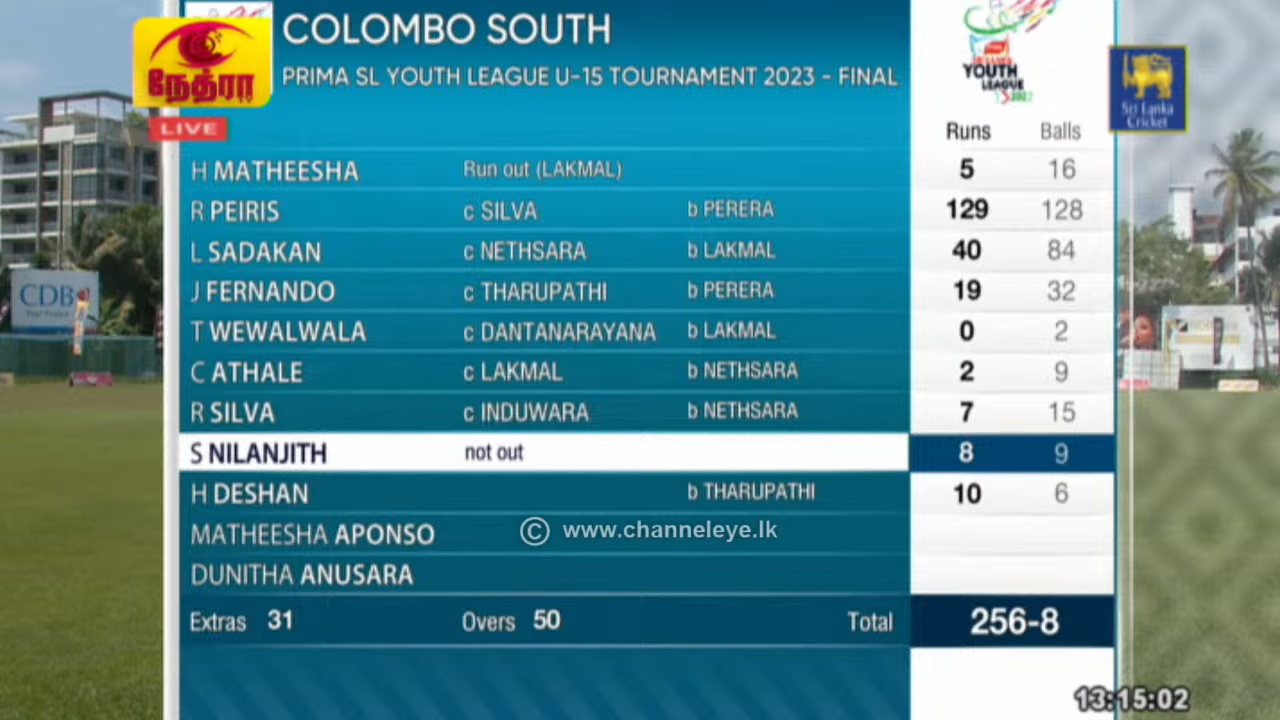 COLOMBO SOUTH
PRIMA SL YOUTH LEAGUE U-15 TOURNAMENT 2023 - FINAL
நேத்ரா
LIVE
YOUTH
LEAGUE
Sri Lanka
Cricket
Runs Balls
H MATHEESHA Run out (LAKMAL) 5 16
R PEIRIS c SILVA b PERERA 129 128
L SADAKAN c NETHSARA b LAKMAL 40 84
J FERNANDO c THARUPATHI b PERERA 19 32
T WEWALWALA c DANTANARAYANA b LAKMAL 0 2
C ATHALE c LAKMAL b NETHSARA 2 9
R SILVA c INDUWARA b NETHSARA 7 15
S NILANJITH not out 8 9
H DESHAN b THARUPATHI 10 6
MATHEESHA APONSO
© www.channeleye.lk
DUNITHA ANUSARA
Extras 31 Overs 50 Total 256-8
CDB
13:15:02